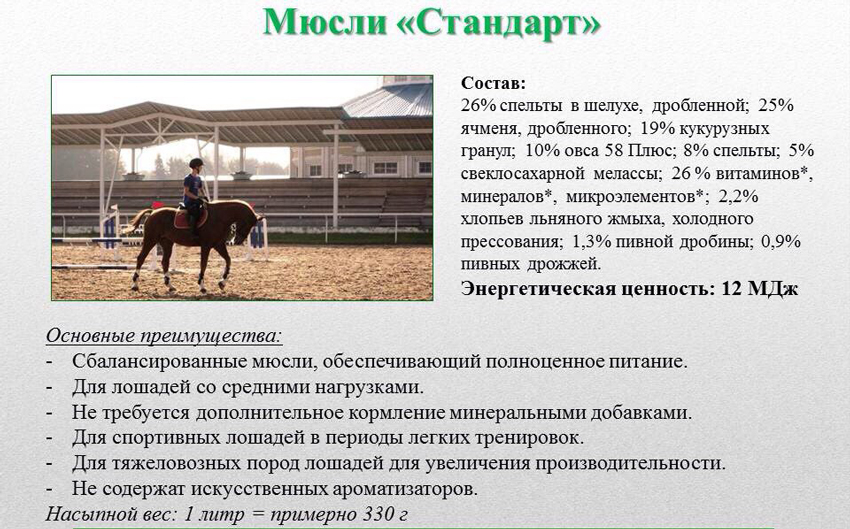 Мюсли «Стандарт»
Состав:
26% спельты в шелухе, дробленной; 25%
ячменя, дробленного; 19% кукурузных
гранул; 10% овса 58 Плюс; 8% спельты; 5%
свеклосахарной мелассы; 26 % витаминов*,
минералов*, микроэлементов*; 2,2%
хлопьев льняного жмыха, холодного
прессования; 1,3% пивной дробины; 0,9%
пивных дрожжей.
Энергетическая ценность: 12 МДж
Основные преимущества:
- Сбалансированные мюсли, обеспечивающий полноценное питание.
- Для лошадей со средними нагрузками.
- Не требуется дополнительное кормление минеральными добавками.
- Для спортивных лошадей в периоды легких тренировок.
- Для тяжеловозных пород лошадей для увеличения производительности.
- Не содержат искусственных ароматизаторов.
Насыпной вес: 1 литр = примерно 330 г